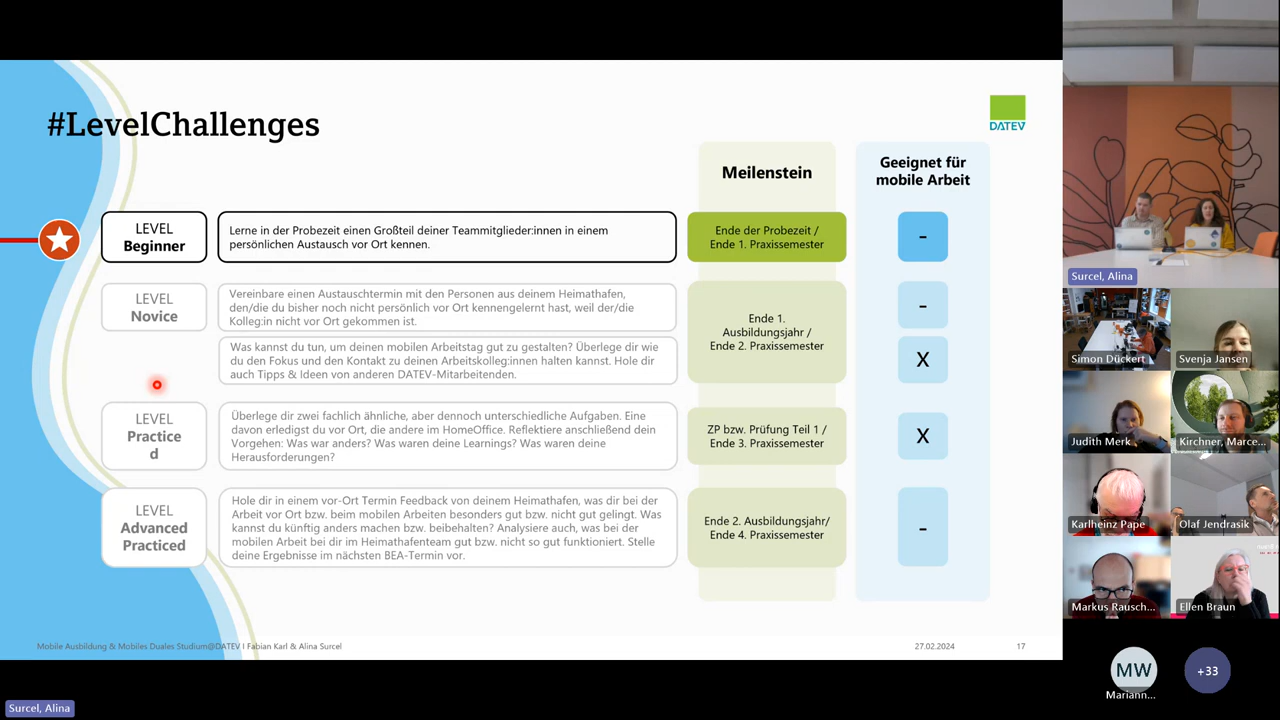 #LevelChallenges
DATEV
Meilenstein
Geeignet für
mobile Arbeit
LEVEL
Beginner
Lerne in der Probezeit einen Großteil deiner Teammitglieder:innen in einem
persönlichen Austausch vor Ort kennen.
Ende der Probezeit /
Ende 1. Praxissemester
-
LEVEL
Novice
Vereinbare einen Austauschtermin mit den Personen aus deinem Heimathafen,
den/die du bisher noch nicht persönlich vor Ort kennengelernt hast, weil der/die
Kolleg:in nicht vor Ort gekommen ist.
Was kannst du tun, um deinen mobilen Arbeitstag gut zu gestalten? Überlege dir wie
du den Fokus und den Kontakt zu deinen Arbeitskolleg:innen halten kannst. Hole dir
auch Tipps & Ideen von anderen DATEV-Mitarbeitenden.
Ende 1.
Ausbildungsjahr /
Ende 2. Praxissemester
-
X
LEVEL
Practice
d
Überlege dir zwei fachlich ähnliche, aber dennoch unterschiedliche Aufgaben. Eine
davon erledigst du vor Ort, die andere im HomeOffice. Reflektiere anschließend dein
Vorgehen: Was war anders? Was waren deine Learnings? Was waren deine
Herausforderungen?
ZP bzw. Prüfung Teil 1 /
Ende 3. Praxissemester
X
LEVEL
Advanced
Practiced
Hole dir in einem vor-Ort Termin Feedback von deinem Heimathafen, was dir bei der
Arbeit vor Ort bzw. beim mobilen Arbeiten besonders gut bzw. nicht gut gelingt. Was
kannst du künftig anders machen bzw. beibehalten? Analysiere auch, was bei der
mobilen Arbeit bei dir im Heimathafenteam gut bzw. nicht so gut funktioniert. Stelle
deine Ergebnisse im nächsten BEA-Termin vor.
Ende 2. Ausbildungsjahr/
Ende 4. Praxissemester
-
Mobile Ausbildung & Mobiles Duales Studium@DATEV I Fabian Karl & Alina Surcel
27.02.2024
17
Surcel, Alina
Surcel, Alina
Simon Dückert
Svenja Jansen
Judith Merk
Kirchner, Marce...
Karlheinz Pape
Olaf Jendrasik
Markus Rausch...
Ellen Braun
MW
Mariann...
+33